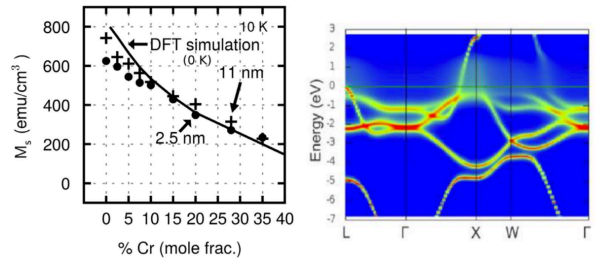 800
600
400
200
0
M_s (emu/cm³)
10 K
DFT simulation
(0 K)
11 nm
2.5 nm
0 5 10 15 20 25 30 35 40
% Cr (mole frac.)
3
2
1
0
-1
-2
-3
-4
-5
-6
-7
Energy (eV)
L Γ X W Γ